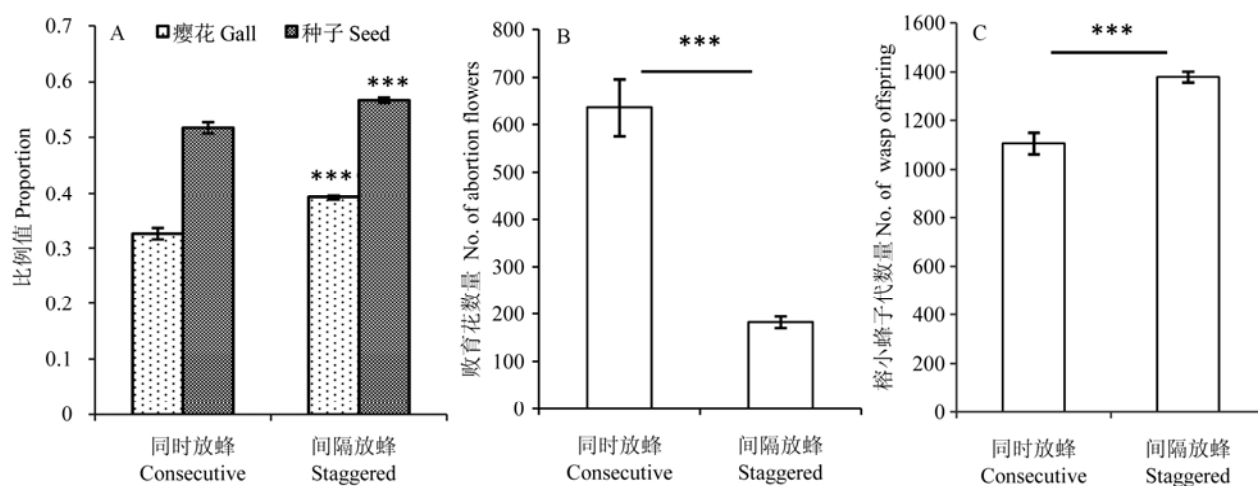 A
瘿花 Gall
种子 Seed
0.7
0.6
0.5
0.4
0.3
0.2
0.1
0
比例值 Proportion
***
***
同时放蜂
Consecutive
间隔放蜂
Staggered
B
800
700
600
500
400
300
200
100
0
败育花数量 No. of abortion flowers
***
同时放蜂
Consecutive
间隔放蜂
Staggered
C
1600
1400
1200
1000
800
600
400
200
0
榕小蜂子代数量 No. of wasp offspring
***
同时放蜂
Consecutive
间隔放蜂
Staggered